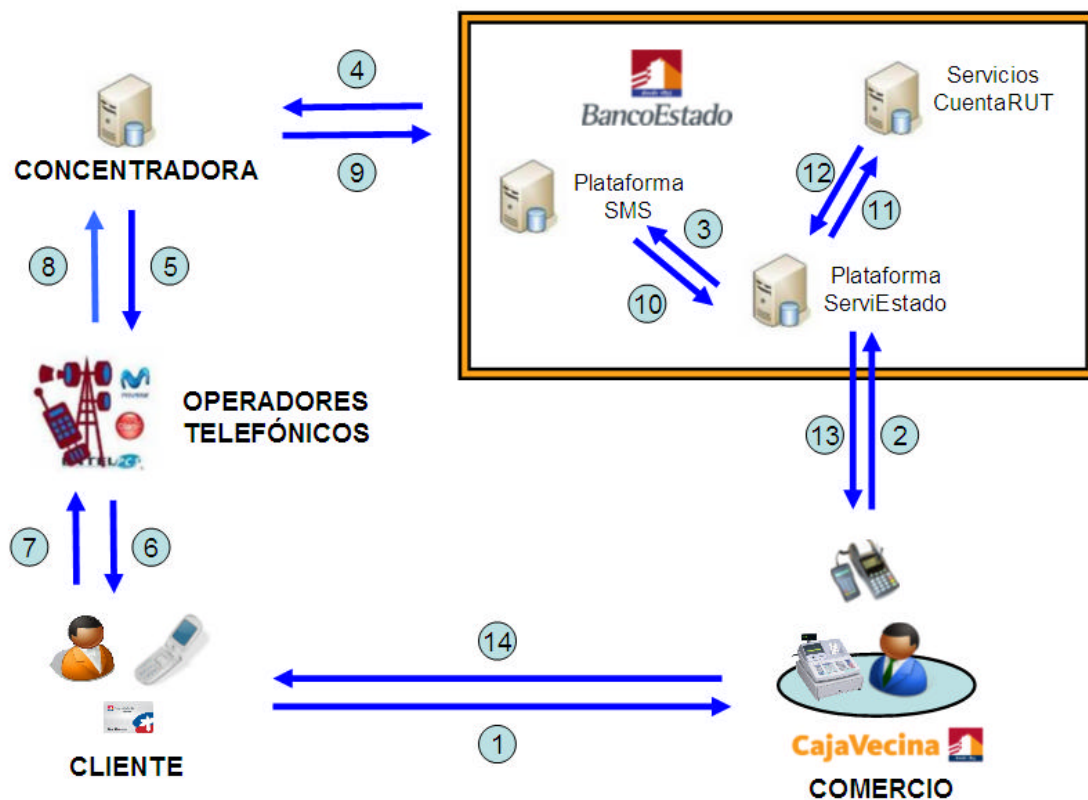 4
9
CONCENTRADORA
BancoEstado
Servicios
CuentaRUT
Plataforma
SMS
12
11
3
10
Plataforma
ServiEstado
8
5
OPERADORES
TELEFÓNICOS
13
2
7
6
14
1
CajaVecina
CLIENTE
COMERCIO